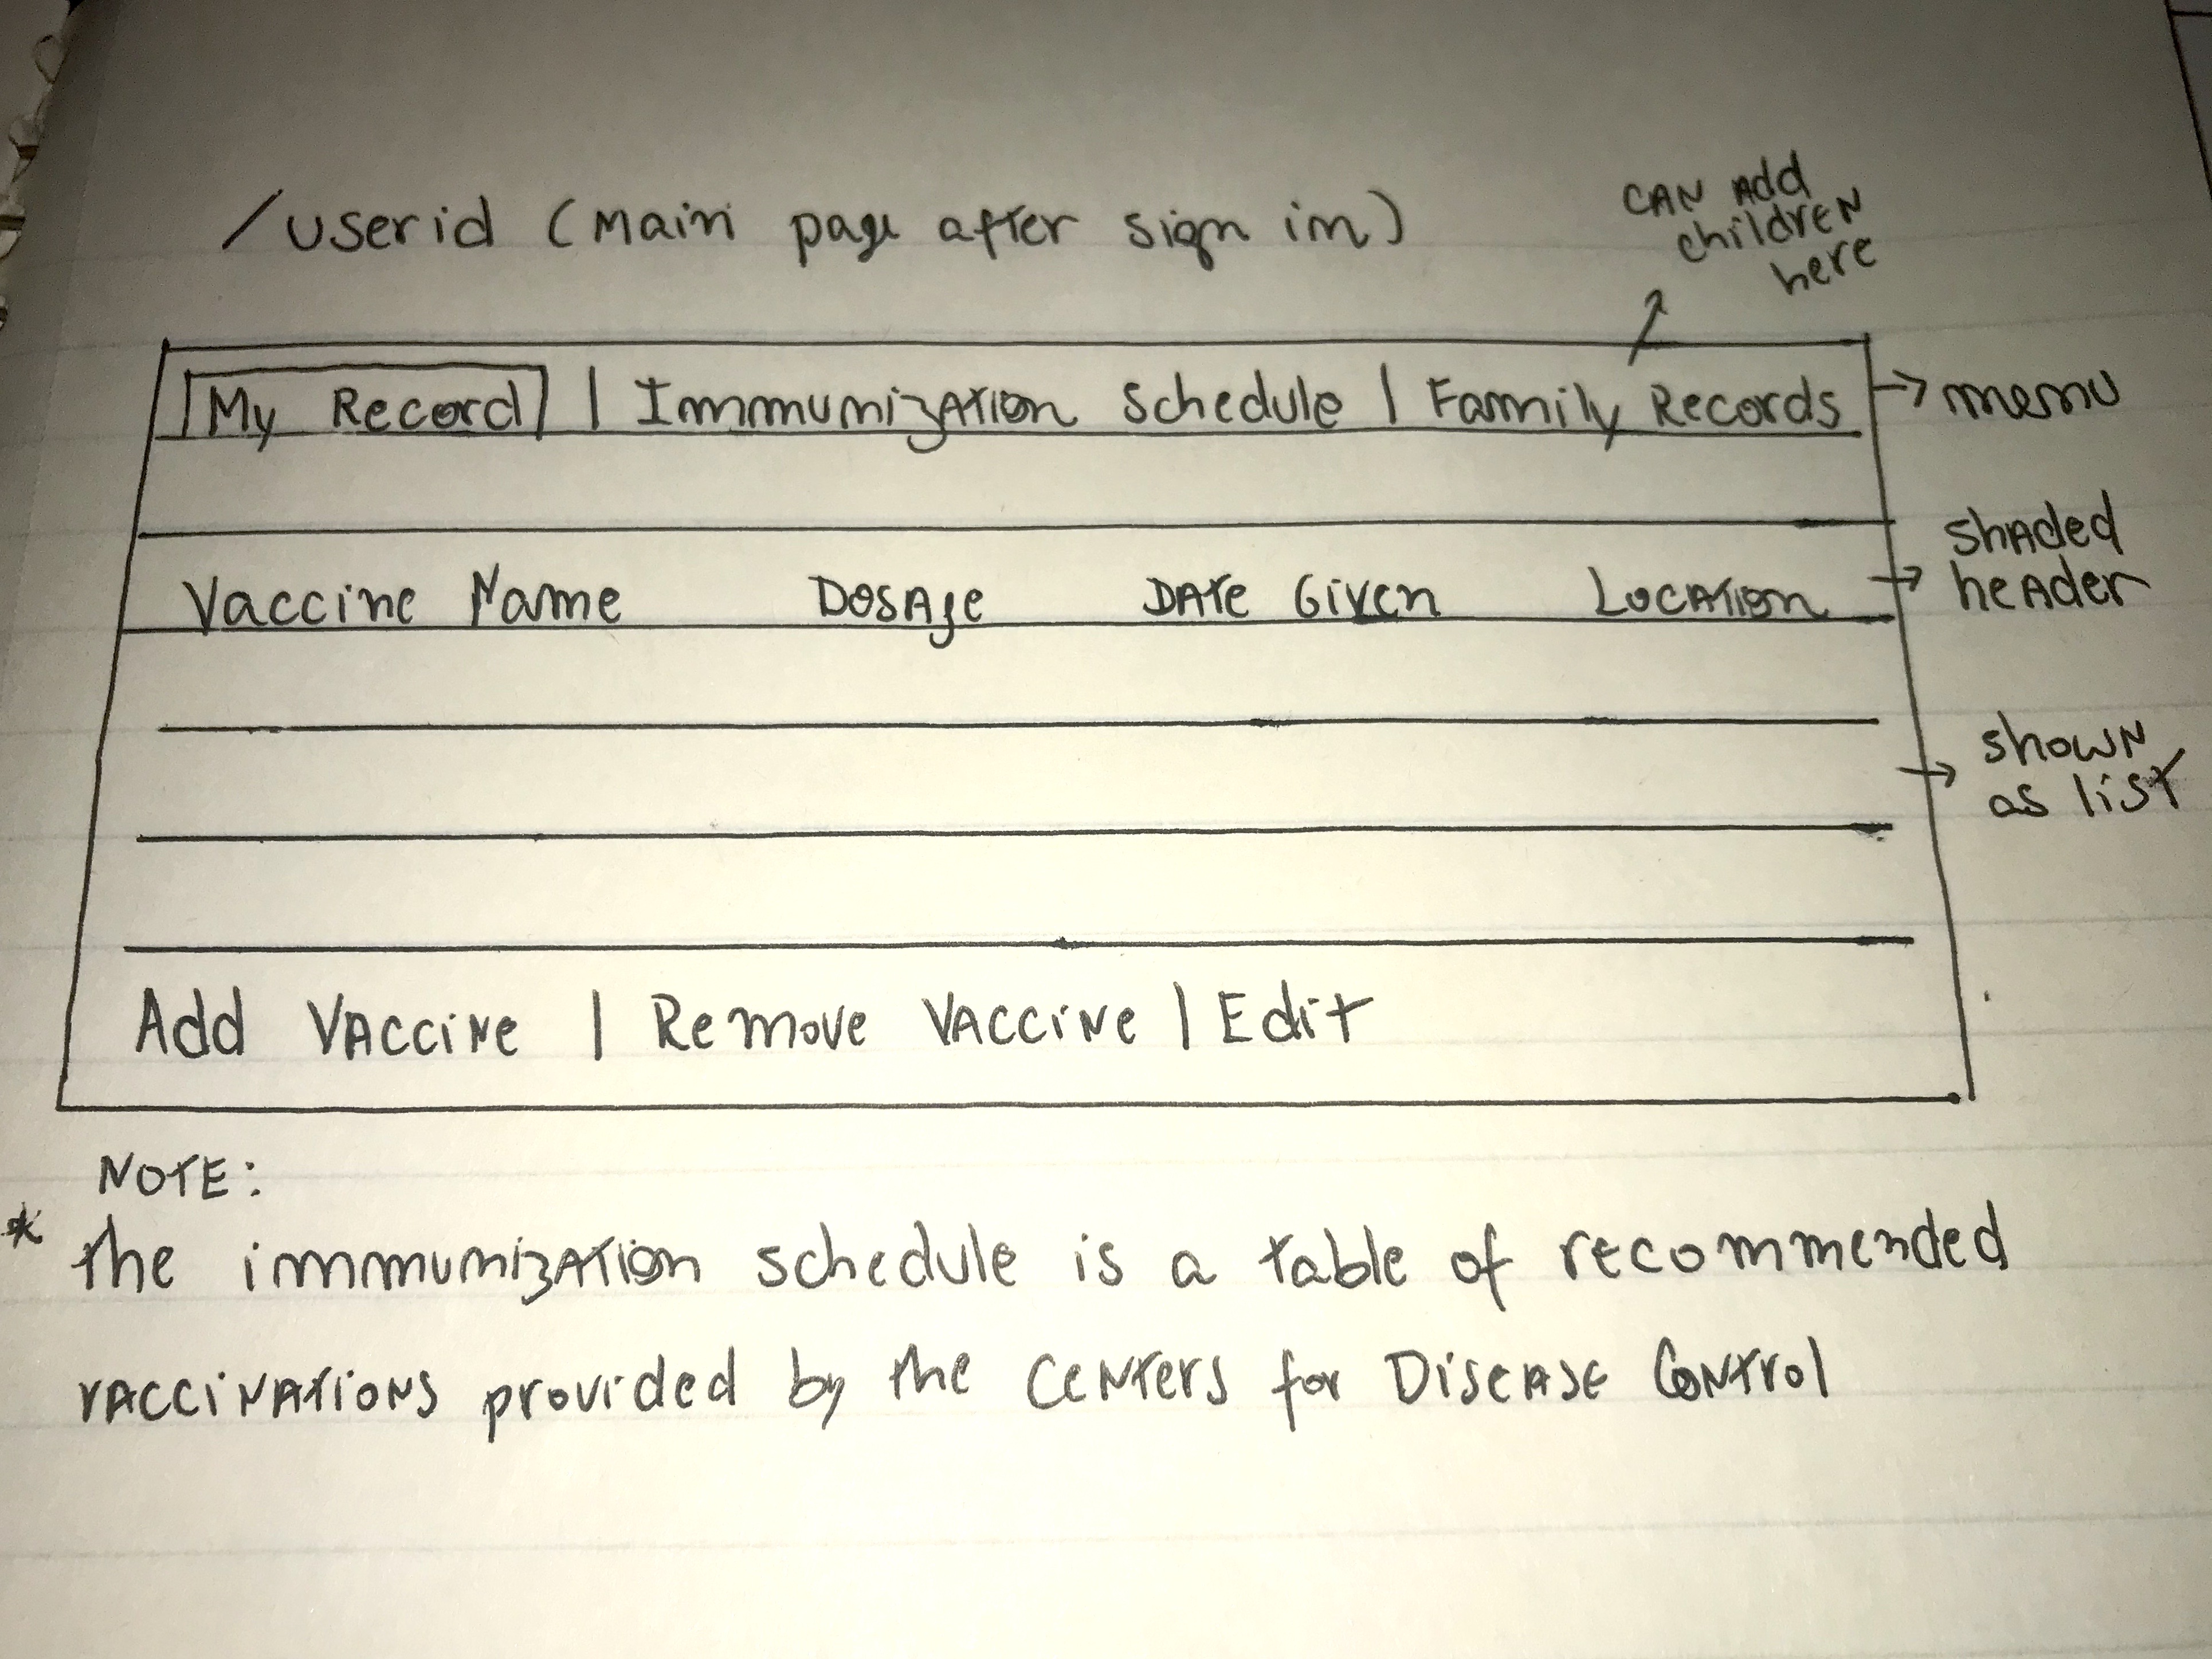 /userid (Main page after sign in)
CAN Add
children
here
My Record | Immunization Schedule | Family Records
menu
Vaccine Name Dosage Date Given Location
shaded
header
shown
as list
Add Vaccine | Remove Vaccine | Edit
NOTE:
* the immunization schedule is a table of recommended
vaccinations provided by the Centers for Disease Control